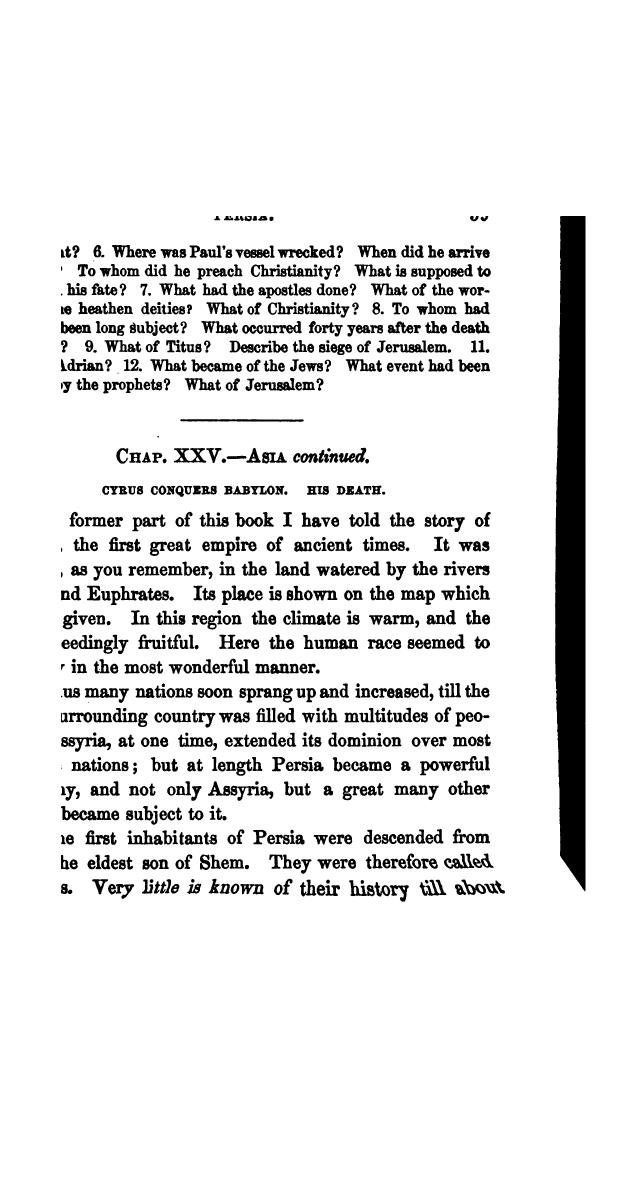 PERSIA. 59
6. Where was Paul's vessel wrecked? When did he arrive
To whom did he preach Christianity? What is supposed to
his fate? 7. What had the apostles done? What of the wor-
heathen deities? What of Christianity? 8. To whom had
been long subject? What occurred forty years after the death
? 9. What of Titus? Describe the siege of Jerusalem. 11.
drian? 12. What became of the Jews? What event had been
y the prophets? What of Jerusalem?
CHAP. XXV.—ASIA continued.
CYRUS CONQUERS BABYLON. HIS DEATH.
former part of this book I have told the story of
, the first great empire of ancient times. It was
, as you remember, in the land watered by the rivers
nd Euphrates. Its place is shown on the map which
given. In this region the climate is warm, and the
eedingly fruitful. Here the human race seemed to
in the most wonderful manner.
us many nations soon sprang up and increased, till the
urrounding country was filled with multitudes of peo-
ssyria, at one time, extended its dominion over most
nations; but at length Persia became a powerful
y, and not only Assyria, but a great many other
became subject to it.
e first inhabitants of Persia were descended from
he eldest son of Shem. They were therefore called
s. Very little is known of their history till about